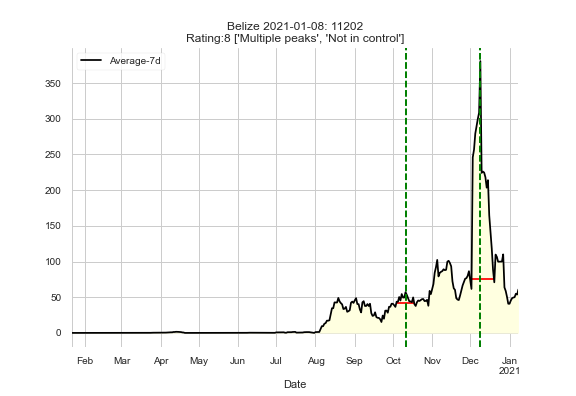 Belize 2021-01-08: 11202
Rating:8 ['Multiple peaks', 'Not in control']
Average-7d
350
300
250
200
150
100
50
0
Feb Mar Apr May Jun Jul Aug Sep Oct Nov Dec Jan
2021
Date